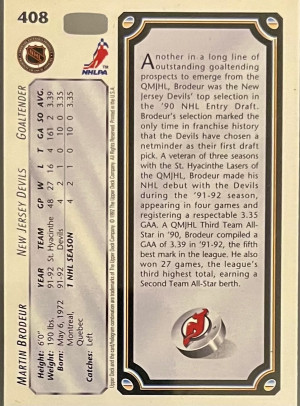 408
NHLPA
™
MARTIN BRODEUR NEW JERSEY DEVILS GOALTENDER
Height: 6'0"
Weight: 190 lbs.
Born: May 6, 1972
Montreal,
Quebec
Catches: Left
YEAR TEAM GP W L T GA SO AVG.
91-92 St. Hyacinthe 48 27 16 4 161 2 3.39
91-92 Devils 4 2 1 0 10 0 3.35
1 NHL SEASON 4 2 1 0 10 0 3.35
Another in a long line of
outstanding goaltending
prospects to emerge from the
QMJHL, Brodeur was the New
Jersey Devils' top selection in
the '90 NHL Entry Draft.
Brodeur's selection marked the
only time in franchise history
that the Devils have chosen a
netminder as their first draft
pick. A veteran of three seasons
with the St. Hyacinthe Lasers of
the QMJHL, Brodeur made his
NHL debut with the Devils
during the '91-92 season,
appearing in four games and
registering a respectable 3.35
GAA. A QMJHL Third Team All-
Star in '90, Brodeur compiled a
GAA of 3.39 in '91-92, the fifth
best mark in the league. He also
won 27 games, the league's
third highest total, earning a
Second Team All-Star berth.